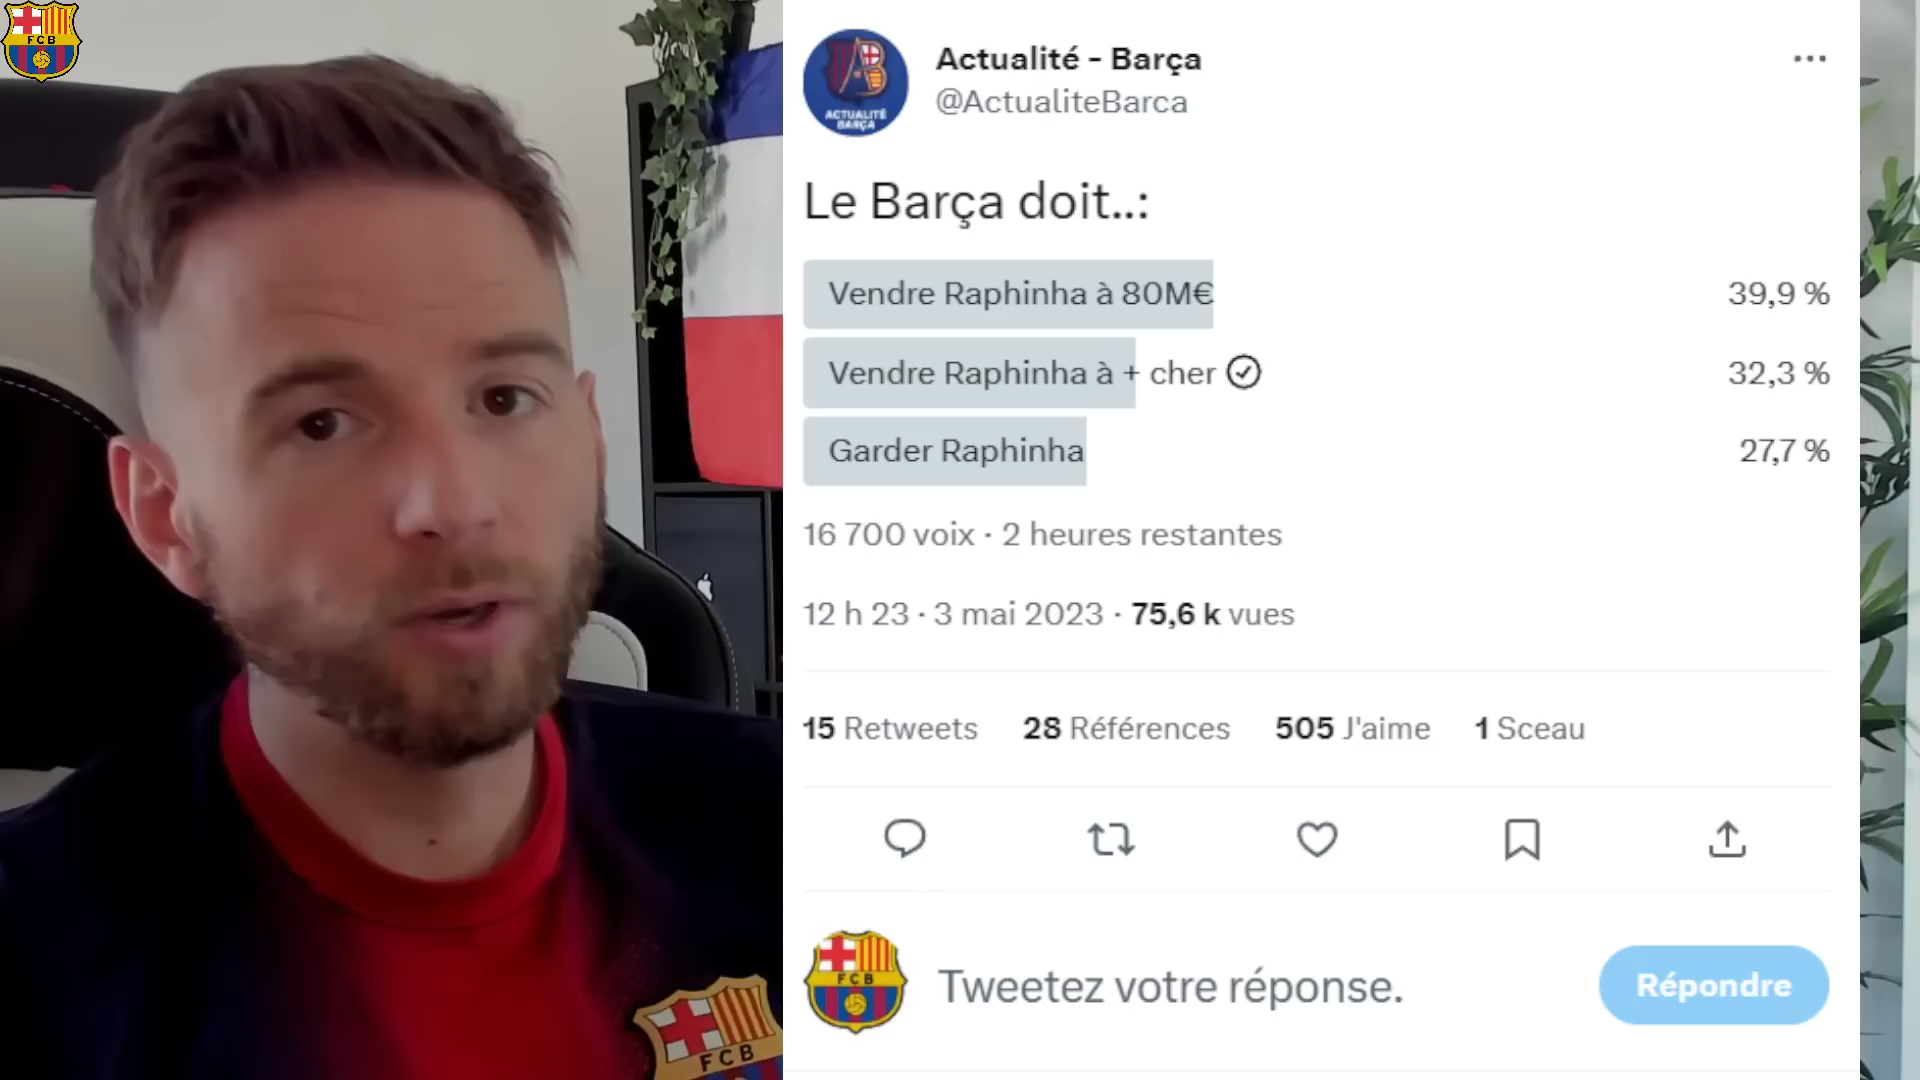 FCB
ACTUALITÉ
BARÇA
Actualité - Barça
@ActualiteBarca
Le Barça doit..:
Vendre Raphinha à 80M€ 39,9 %
Vendre Raphinha à + cher 32,3 %
Garder Raphinha 27,7 %
16 700 voix · 2 heures restantes
12 h 23 · 3 mai 2023 · 75,6 k vues
15 Retweets 28 Références 505 J'aime 1 Sceau
FCB
Tweetez votre réponse.
Répondre
FCB